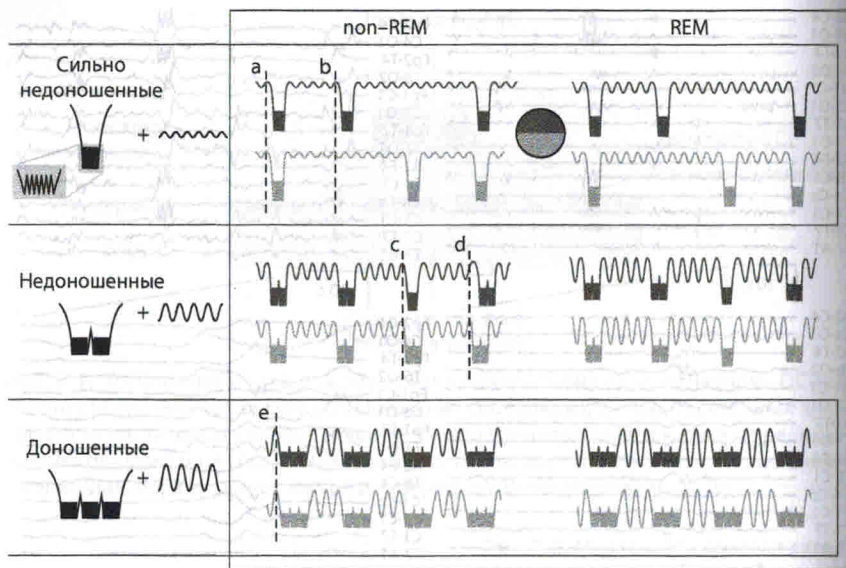 non–REM REM
Сильно
недоношенные
+
a b
Недоношенные
+
c d
Доношенные
+
e